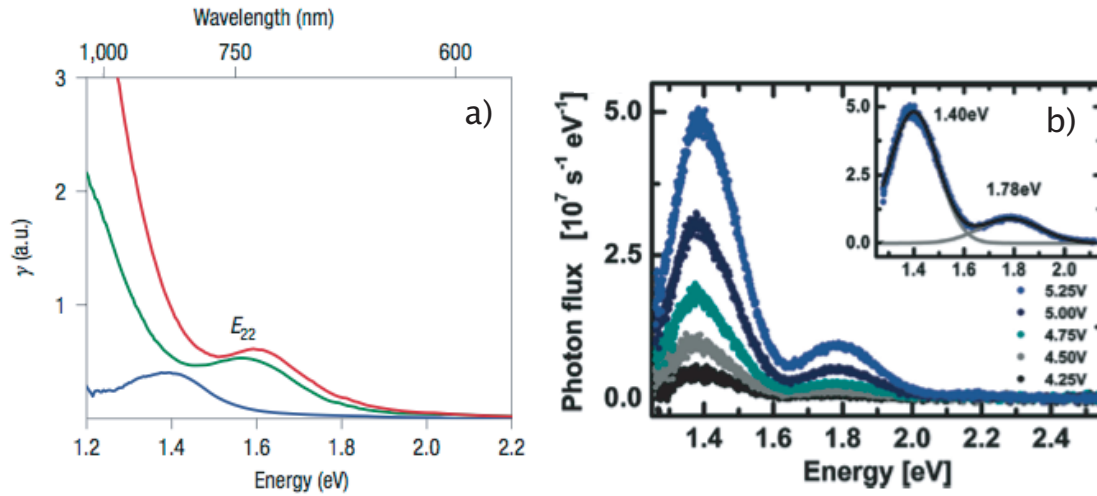 Wavelength (nm)
1,000 750 600
3
2
1
γ (a.u.)
a)
E22
1.2 1.4 1.6 1.8 2.0 2.2
Energy (eV)
5.0
2.5
0.0
Photon flux [10⁷ s⁻¹ eV⁻¹]
b)
5.0
2.5
0.0
1.40eV
1.78eV
1.4 1.6 1.8 2.0
5.25V
5.00V
4.75V
4.50V
4.25V
1.4 1.6 1.8 2.0 2.2 2.4
Energy [eV]